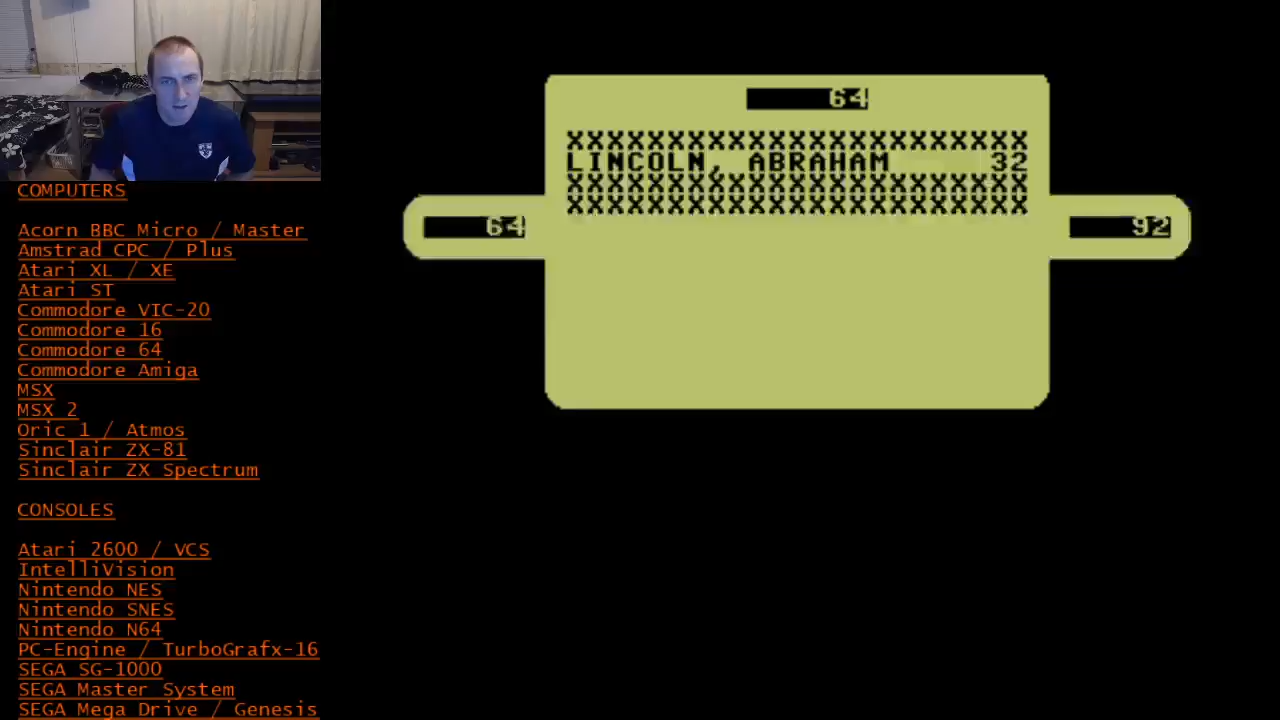 64
XXXXXXXXXXXXXXXXXXXXXXX
LINCOLN, ABRAHAM 32
XXXXXXXXXXXXXXXXXXXXXXX
XXXXXXXXXXXXXXXXXXXXXXX
64
92
COMPUTERS
Acorn BBC Micro / Master
Amstrad CPC / Plus
Atari XL / XE
Atari ST
Commodore VIC-20
Commodore 16
Commodore 64
Commodore Amiga
MSX
MSX 2
Oric 1 / Atmos
Sinclair ZX-81
Sinclair ZX Spectrum
CONSOLES
Atari 2600 / VCS
IntelliVision
Nintendo NES
Nintendo SNES
Nintendo N64
PC-Engine / TurboGrafx-16
SEGA SG-1000
SEGA Master System
SEGA Mega Drive / Genesis